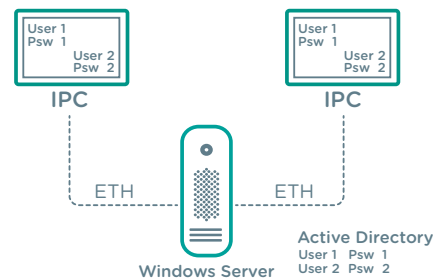 User 1
Psw 1
User 2
Psw 2
IPC
User 1
Psw 1
User 2
Psw 2
IPC
ETH
ETH
Windows Server
Active Directory
User 1 Psw 1
User 2 Psw 2